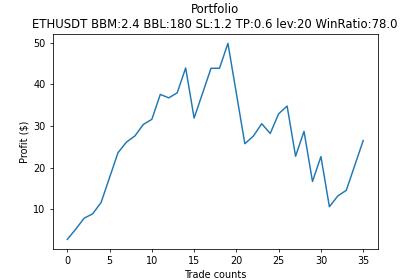 Portfolio
ETHUSDT BBM:2.4 BBL:180 SL:1.2 TP:0.6 lev:20 WinRatio:78.0
50
40
30
20
10
Profit ($)
0 5 10 15 20 25 30 35
Trade counts